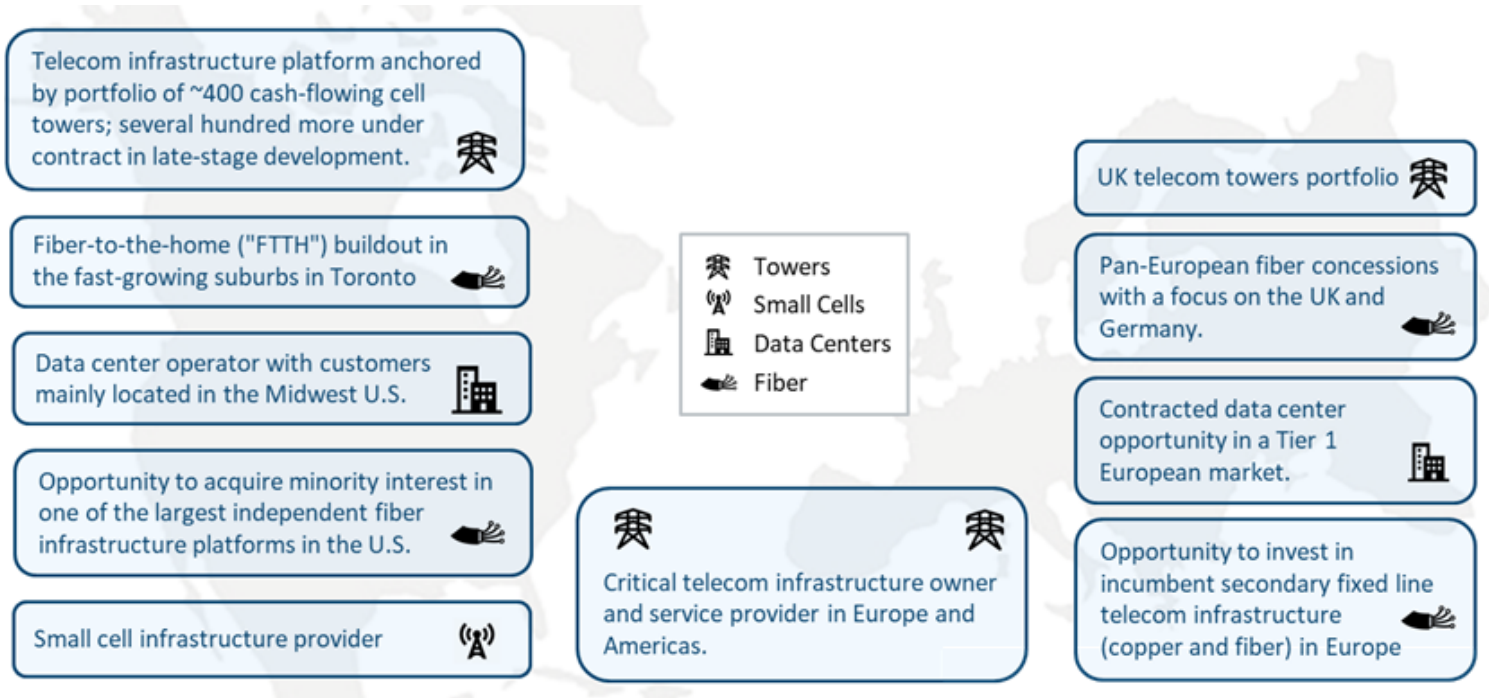 Telecom infrastructure platform anchored
by portfolio of ~400 cash-flowing cell
towers; several hundred more under
contract in late-stage development.
Fiber-to-the-home ("FTTH") buildout in
the fast-growing suburbs in Toronto
Data center operator with customers
mainly located in the Midwest U.S.
Opportunity to acquire minority interest in
one of the largest independent fiber
infrastructure platforms in the U.S.
Small cell infrastructure provider
Towers
Small Cells
Data Centers
Fiber
Critical telecom infrastructure owner
and service provider in Europe and
Americas.
UK telecom towers portfolio
Pan-European fiber concessions
with a focus on the UK and
Germany.
Contracted data center
opportunity in a Tier 1
European market.
Opportunity to invest in
incumbent secondary fixed line
telecom infrastructure
(copper and fiber) in Europe